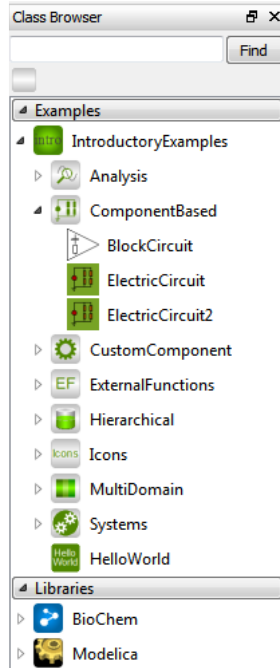 Class Browser
Find
Examples
intro IntroductoryExamples
Analysis
ComponentBased
BlockCircuit
ElectricCircuit
ElectricCircuit2
CustomComponent
EF ExternalFunctions
Hierarchical
Icons Icons
MultiDomain
Systems
Hello World HelloWorld
Libraries
BioChem
Modelica